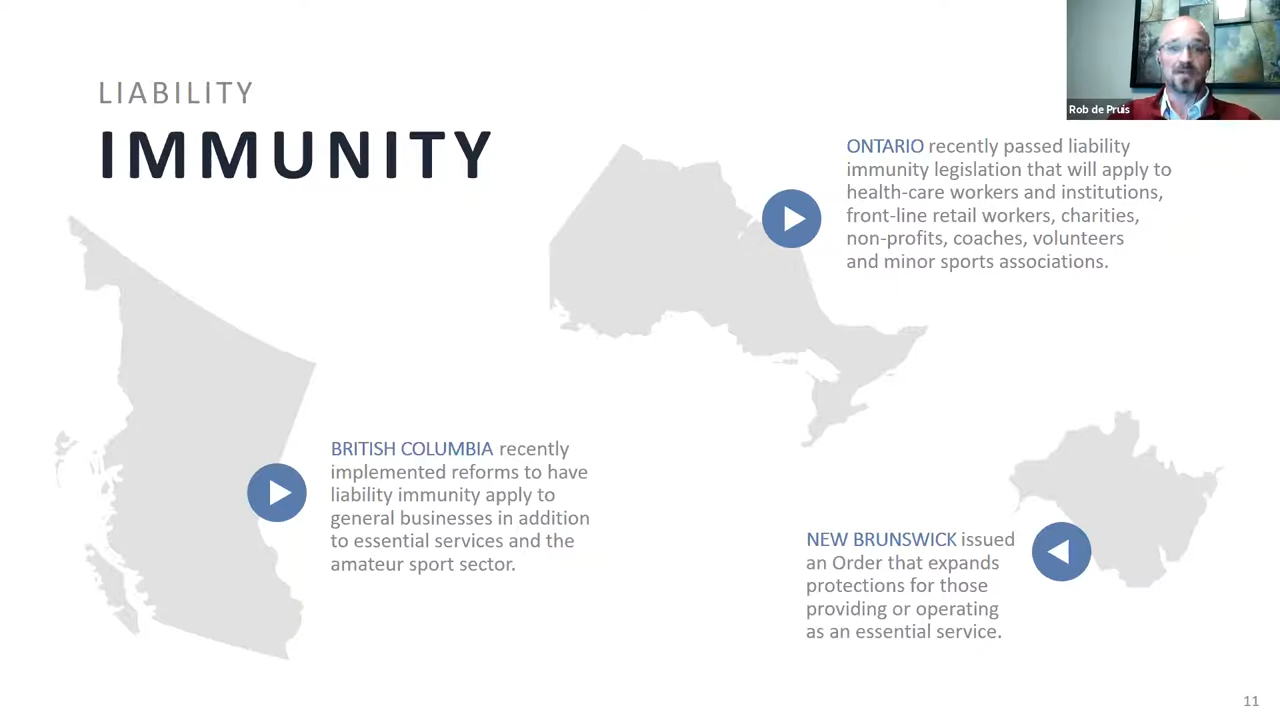 LIABILITY
IMMUNITY
Rob de Pruis
ONTARIO recently passed liability
immunity legislation that will apply to
health-care workers and institutions,
front-line retail workers, charities,
non-profits, coaches, volunteers
and minor sports associations.
BRITISH COLUMBIA recently
implemented reforms to have
liability immunity apply to
general businesses in addition
to essential services and the
amateur sport sector.
NEW BRUNSWICK issued
an Order that expands
protections for those
providing or operating
as an essential service.
11